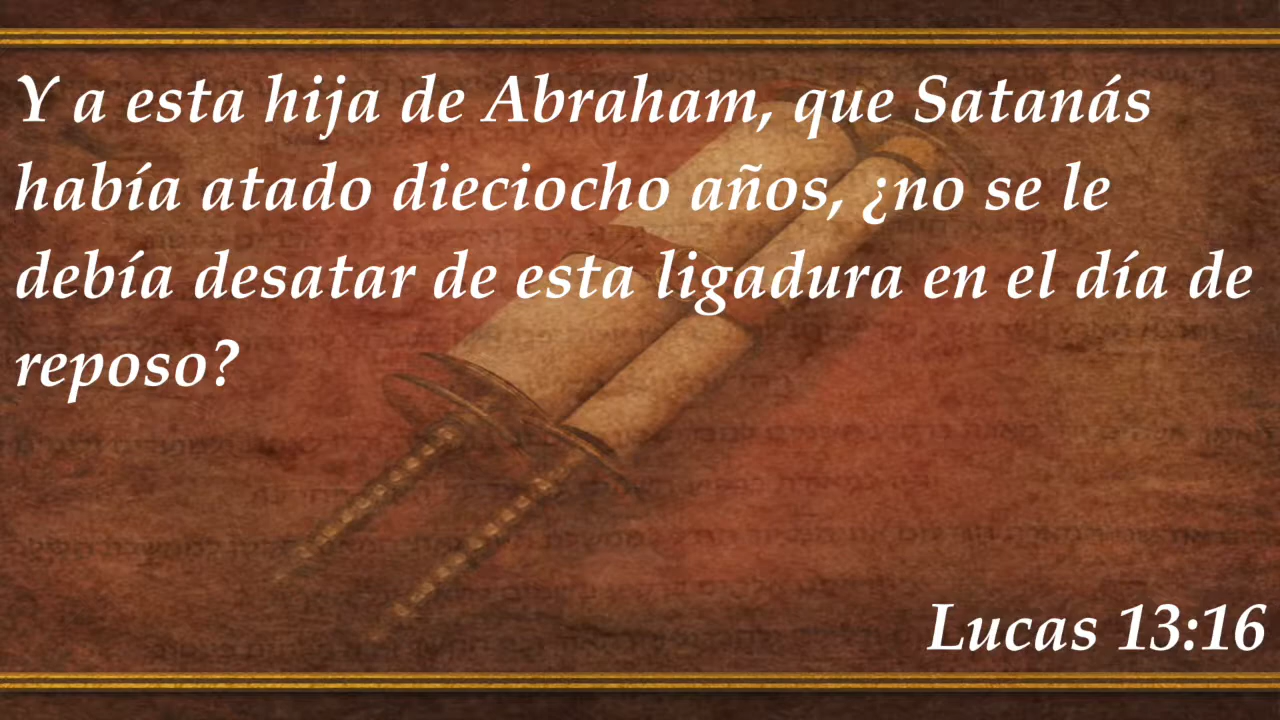 Y a esta hija de Abraham, que Satanás
había atado dieciocho años, ¿no se le
debía desatar de esta ligadura en el día de
reposo?
Lucas 13:16